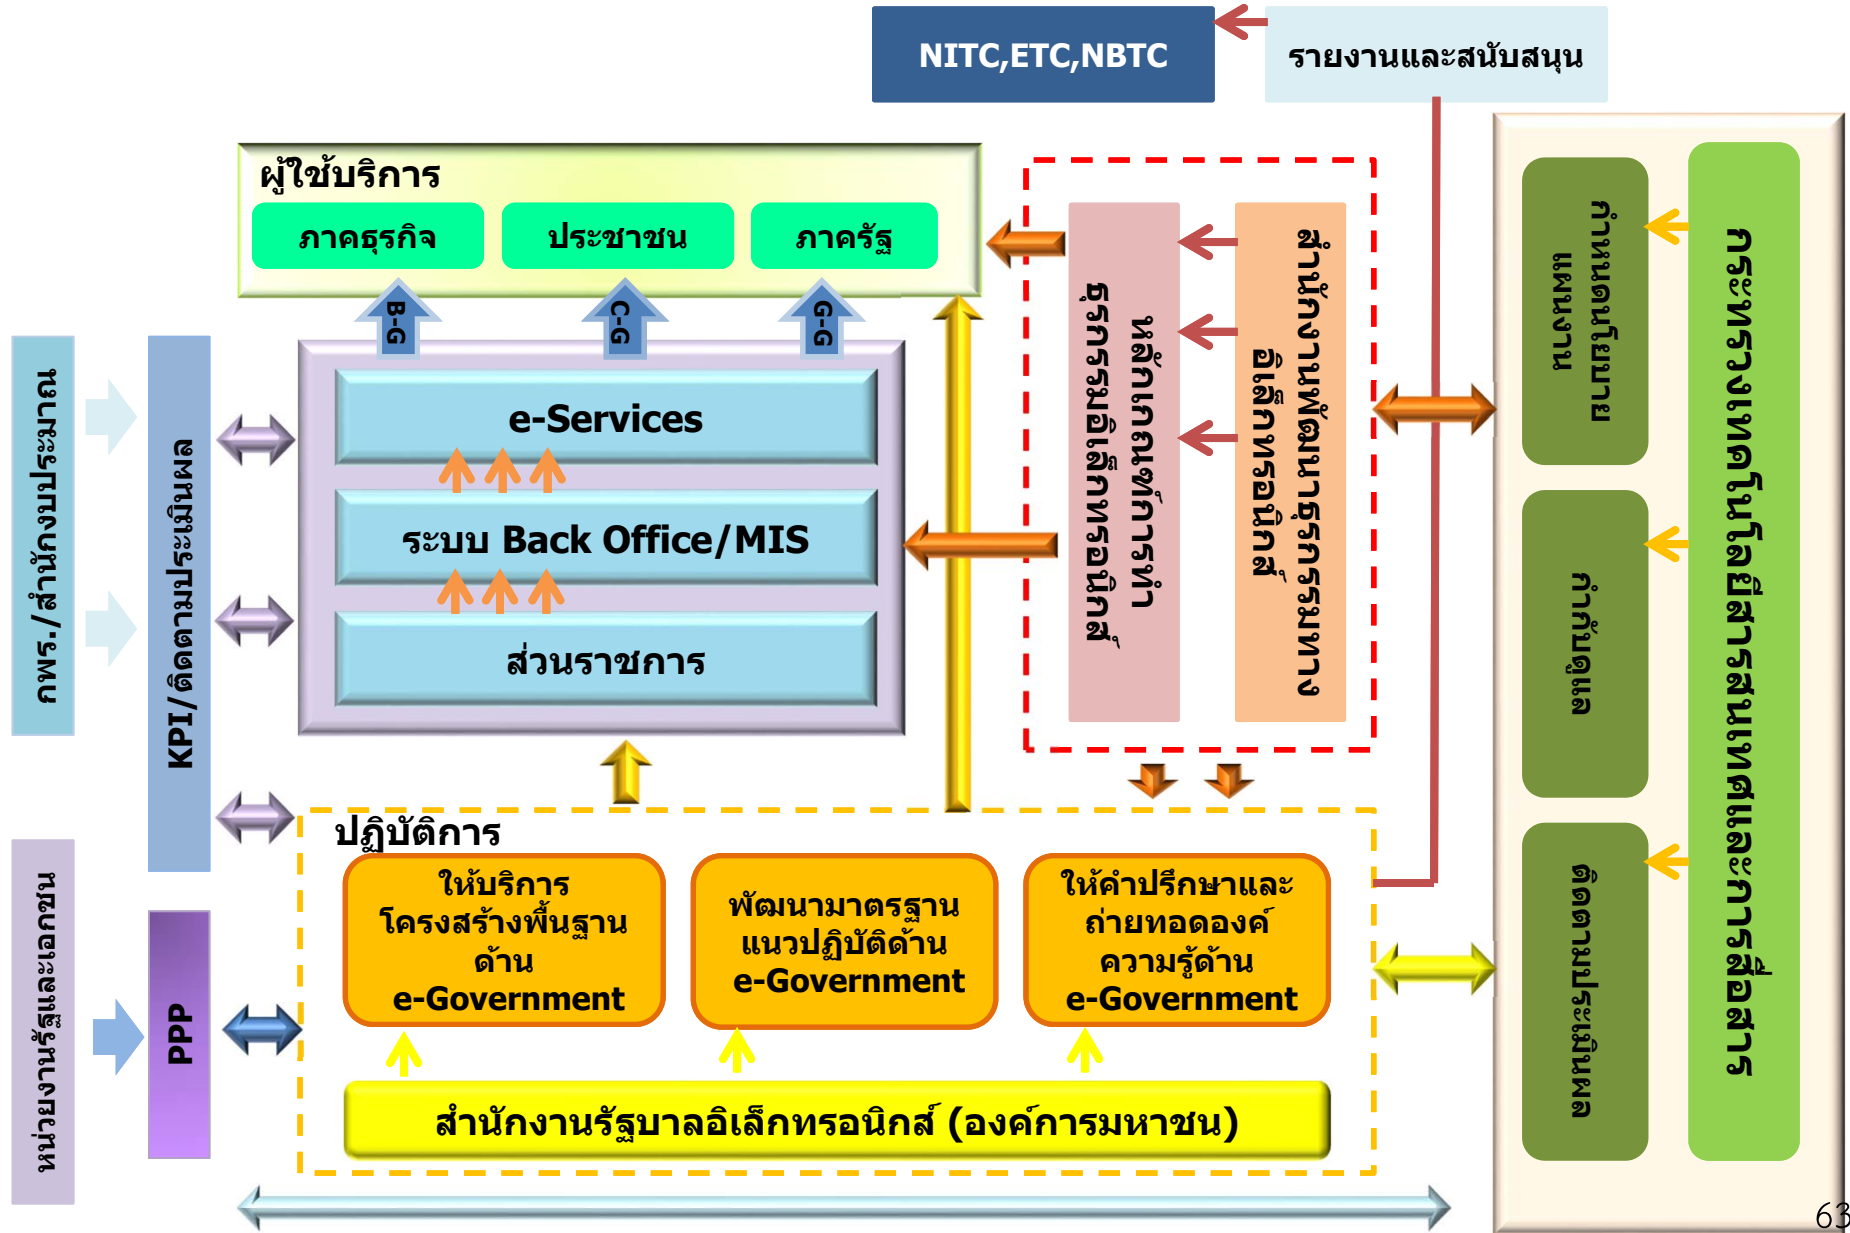 NITC,ETC,NBTC
รายงานและสนับสนุน
ผู้ใช้บริการ
ภาคธุรกิจ
ประชาชน
ภาครัฐ
B-G
C-G
G-G
e-Services
ระบบ Back Office/MIS
ส่วนราชการ
กพร./สำนักงบประมาณ
KPI/ติดตามประเมินผล
หน่วยงานรัฐและเอกชน
PPP
หลักเกณฑ์การทำ
ธุรกรรมอิเล็กทรอนิกส์
สำนักงานพัฒนาธุรกรรมทาง
อิเล็กทรอนิกส์
กำหนดนโยบาย
แผนงาน
กำกับดูแล
ติดตามประเมินผล
กระทรวงเทคโนโลยีสารสนเทศและการสื่อสาร
ปฏิบัติการ
ให้บริการ
โครงสร้างพื้นฐาน
ด้าน
e-Government
พัฒนามาตรฐาน
แนวปฏิบัติด้าน
e-Government
ให้คำปรึกษาและ
ถ่ายทอดองค์
ความรู้ด้าน
e-Government
สำนักงานรัฐบาลอิเล็กทรอนิกส์ (องค์การมหาชน)
63